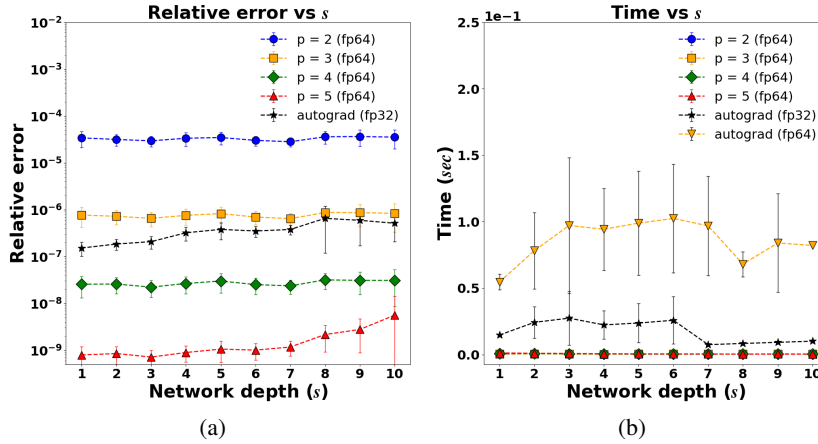 Relative error vs s
10⁻²
10⁻³
10⁻⁴
10⁻⁵
10⁻⁶
10⁻⁷
10⁻⁸
10⁻⁹
Relative error
p = 2 (fp64)
p = 3 (fp64)
p = 4 (fp64)
p = 5 (fp64)
autograd (fp32)
1 2 3 4 5 6 7 8 9 10
Network depth (s)
(a)
Time vs s
1e-1
2.5
2.0
1.5
1.0
0.5
0.0
Time (sec)
p = 2 (fp64)
p = 3 (fp64)
p = 4 (fp64)
p = 5 (fp64)
autograd (fp32)
autograd (fp64)
1 2 3 4 5 6 7 8 9 10
Network depth (s)
(b)